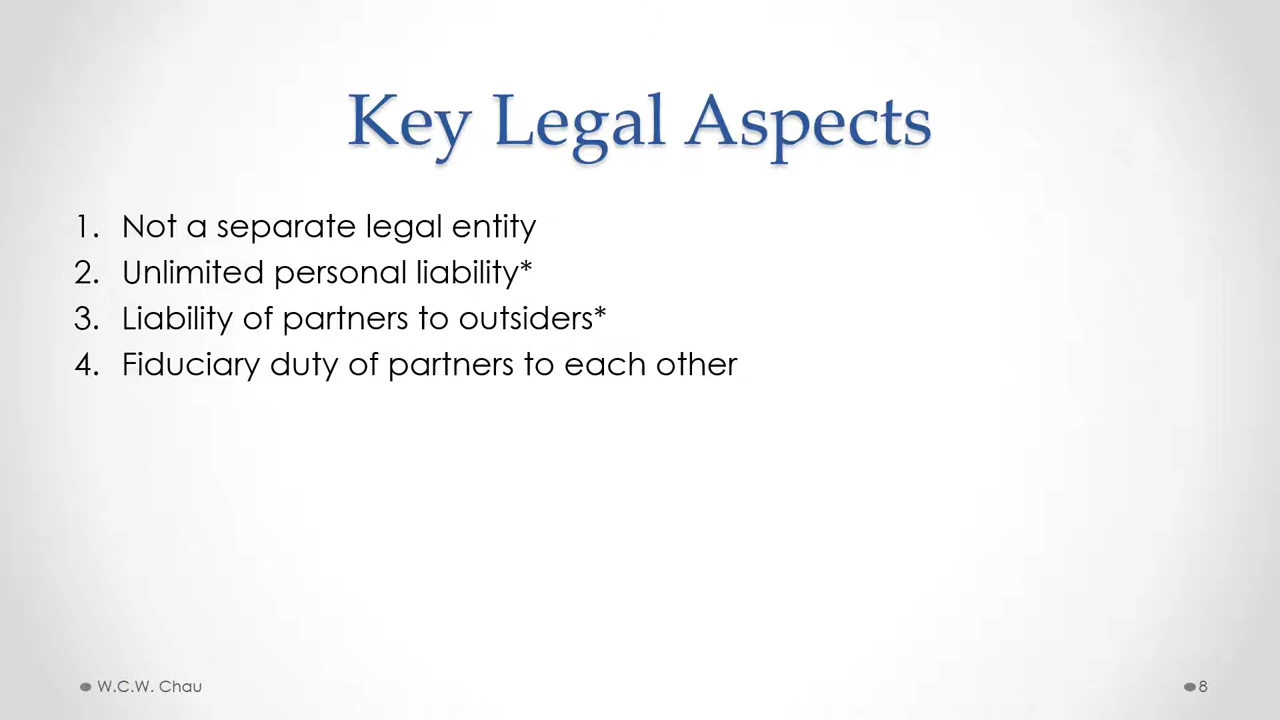 Key Legal Aspects
1. Not a separate legal entity
2. Unlimited personal liability*
3. Liability of partners to outsiders*
4. Fiduciary duty of partners to each other
W.C.W. Chau
8